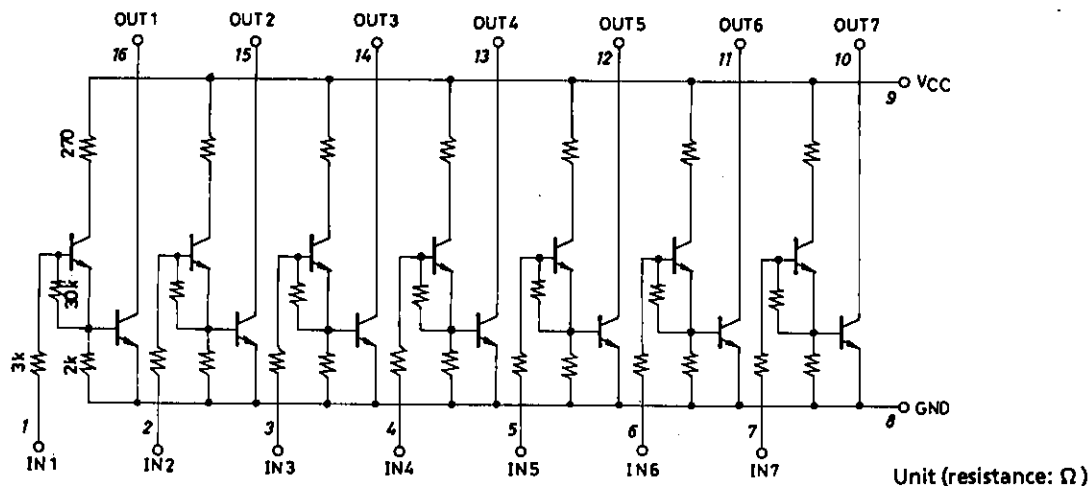 OUT1 OUT2 OUT3 OUT4 OUT5 OUT6 OUT7
16 15 14 13 12 11 10
9 VCC
270
30k
3k 2k
GND
1 2 3 4 5 6 7 8
IN1 IN2 IN3 IN4 IN5 IN6 IN7
Unit (resistance: Ω)